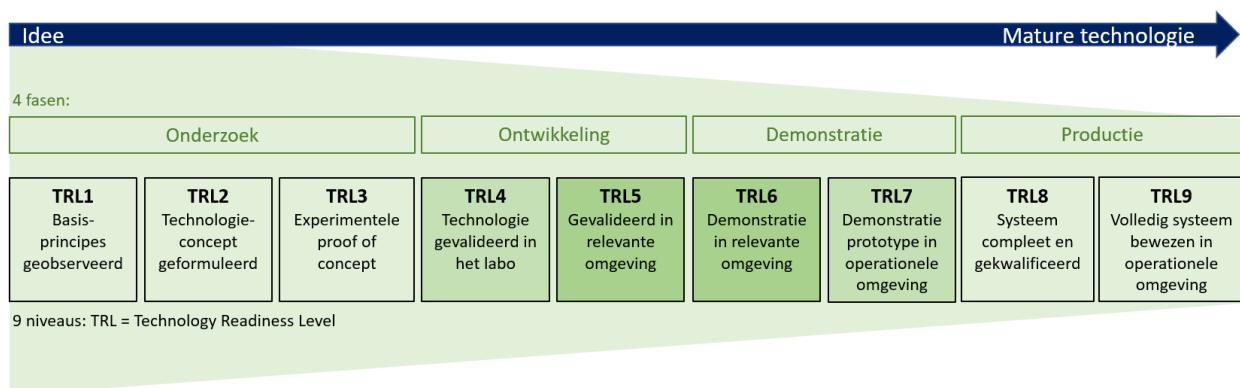 Idee
Mature technologie
4 fasen:
Onderzoek
Ontwikkeling
Demonstratie
Productie
TRL1
Basis-
principes
geobserveerd
TRL2
Technologie-
concept
geformuleerd
TRL3
Experimentele
proof of
concept
TRL4
Technologie
gevalideerd in
het labo
TRL5
Gevalideerd in
relevante
omgeving
TRL6
Demonstratie
in relevante
omgeving
TRL7
Demonstratie
prototype in
operationele
omgeving
TRL8
Systeem
compleet en
gekwalificeerd
TRL9
Volledig systeem
bewezen in
operationele
omgeving
9 niveaus: TRL = Technology Readiness Level